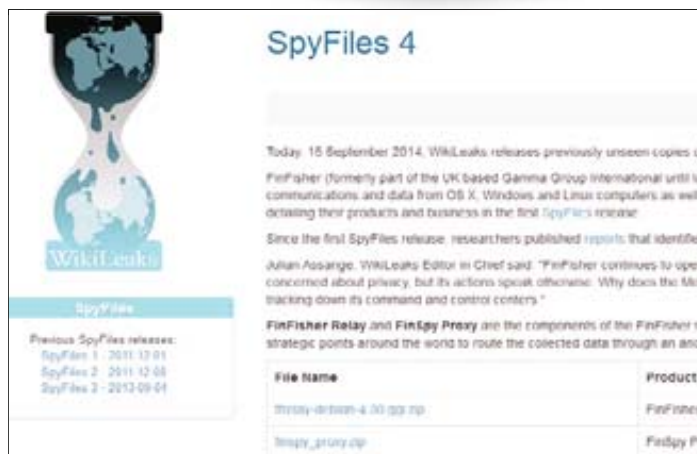 WikiLeaks
SpyFiles
Previous SpyFiles releases:
SpyFiles 1 - 2011-12-01
SpyFiles 2 - 2011-12-08
SpyFiles 3 - 2013-09-04
SpyFiles 4
Today, 15 September 2014, WikiLeaks releases previously unseen copies
FinFisher (formerly part of the UK based Gamma Group International until
communications and data from OS X, Windows and Linux computers as
detailing their products and business in the first SpyFiles release.
Since the first SpyFiles release, researchers published reports that
Julian Assange, WikiLeaks Editor in Chief said: "FinFisher continues to
concerned about privacy, but its actions speak otherwise. Why does the
tracking down its command and control centers."
FinFisher Relay and FinSpy Proxy are the components of the FinFisher
strategic points around the world to route the collected data through an
File Name Product
FinFisher
finspy_proxy.zip FinSpy